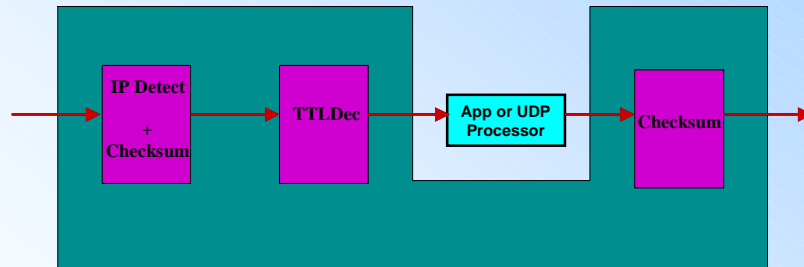 IP Detect
+
Checksum
TTLDec
App or UDP
Processor
Checksum